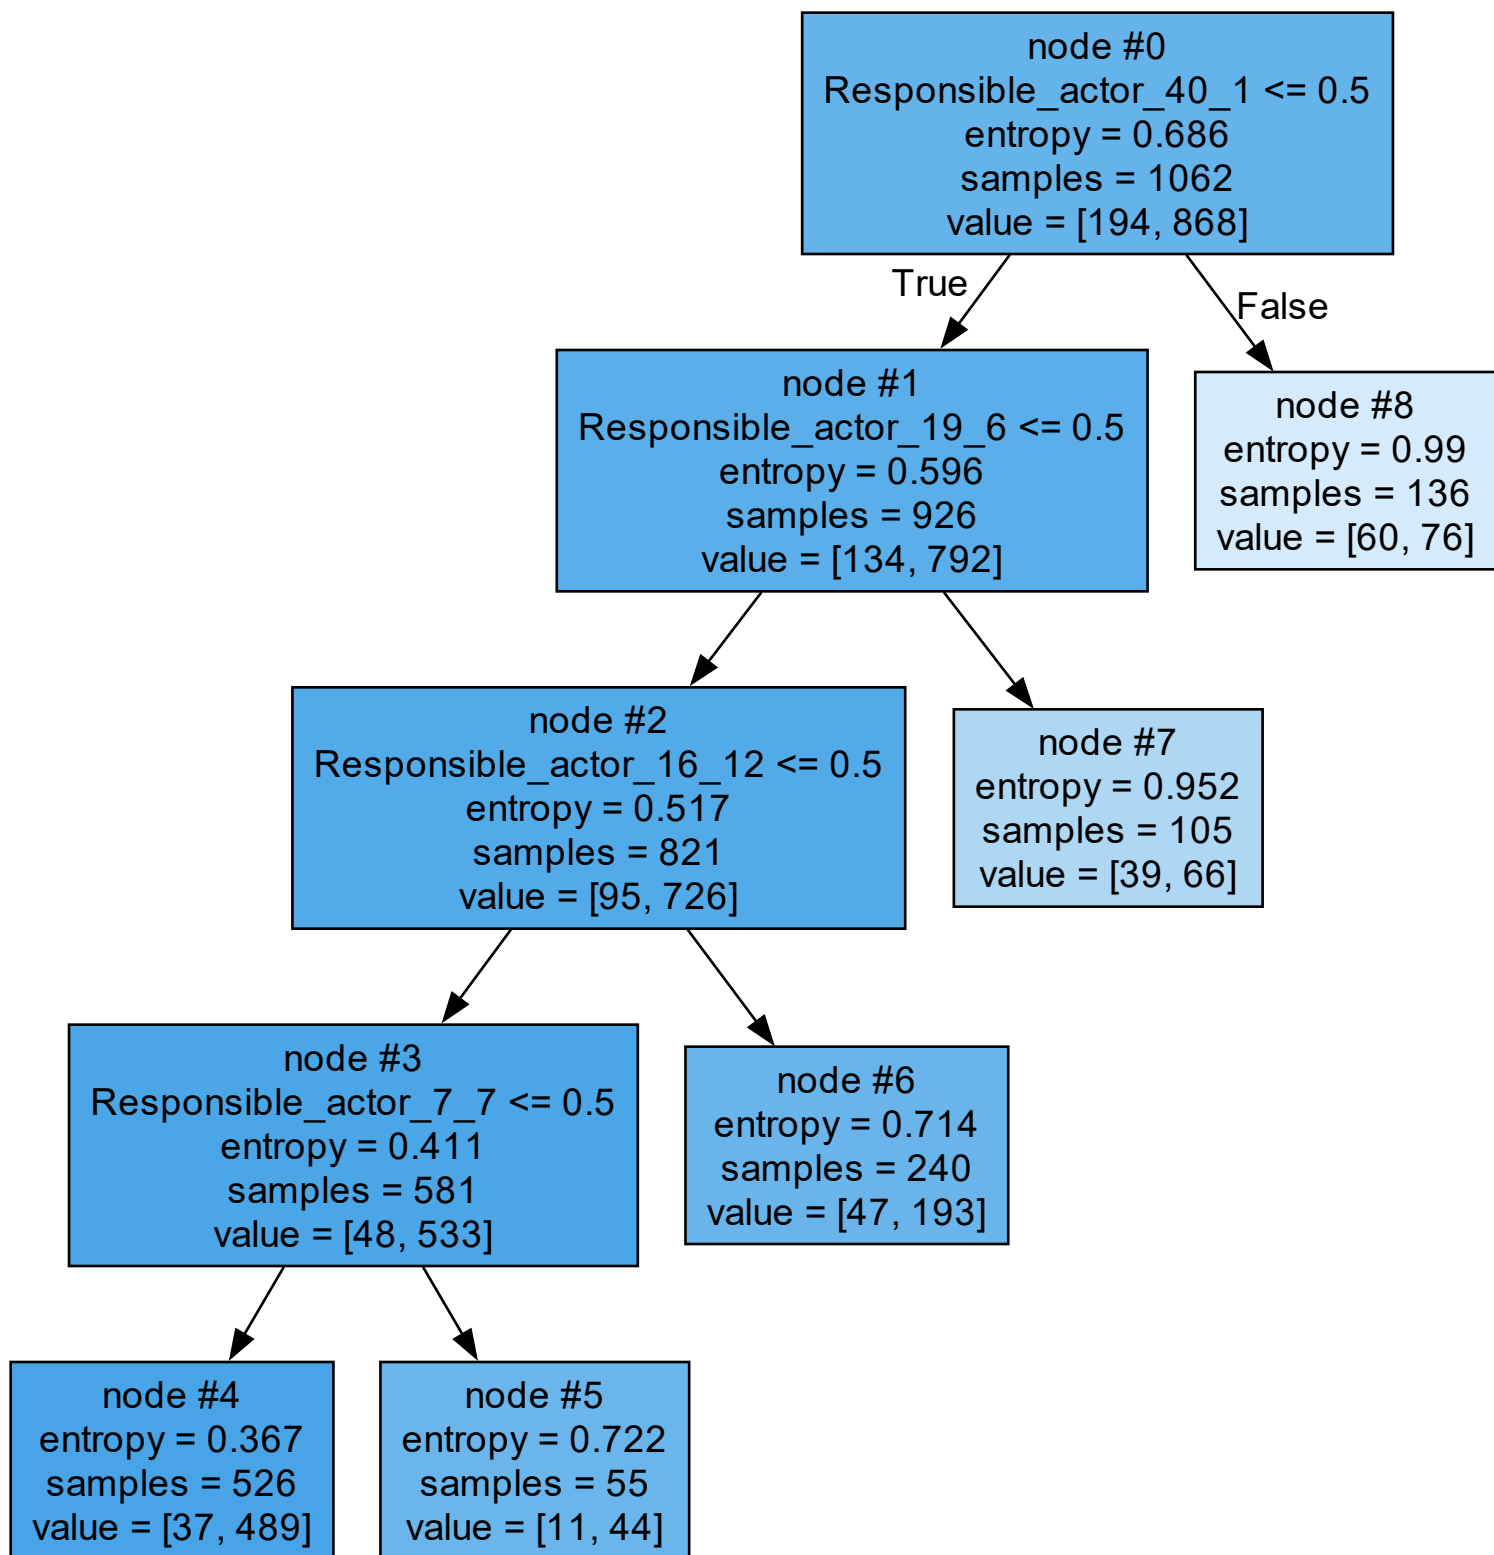 node #0
Responsible_actor_40_1 <= 0.5
entropy = 0.686
samples = 1062
value = [194, 868]
True
False
node #1
Responsible_actor_19_6 <= 0.5
entropy = 0.596
samples = 926
value = [134, 792]
node #8
entropy = 0.99
samples = 136
value = [60, 76]
node #2
Responsible_actor_16_12 <= 0.5
entropy = 0.517
samples = 821
value = [95, 726]
node #7
entropy = 0.952
samples = 105
value = [39, 66]
node #3
Responsible_actor_7_7 <= 0.5
entropy = 0.411
samples = 581
value = [48, 533]
node #6
entropy = 0.714
samples = 240
value = [47, 193]
node #4
entropy = 0.367
samples = 526
value = [37, 489]
node #5
entropy = 0.722
samples = 55
value = [11, 44]